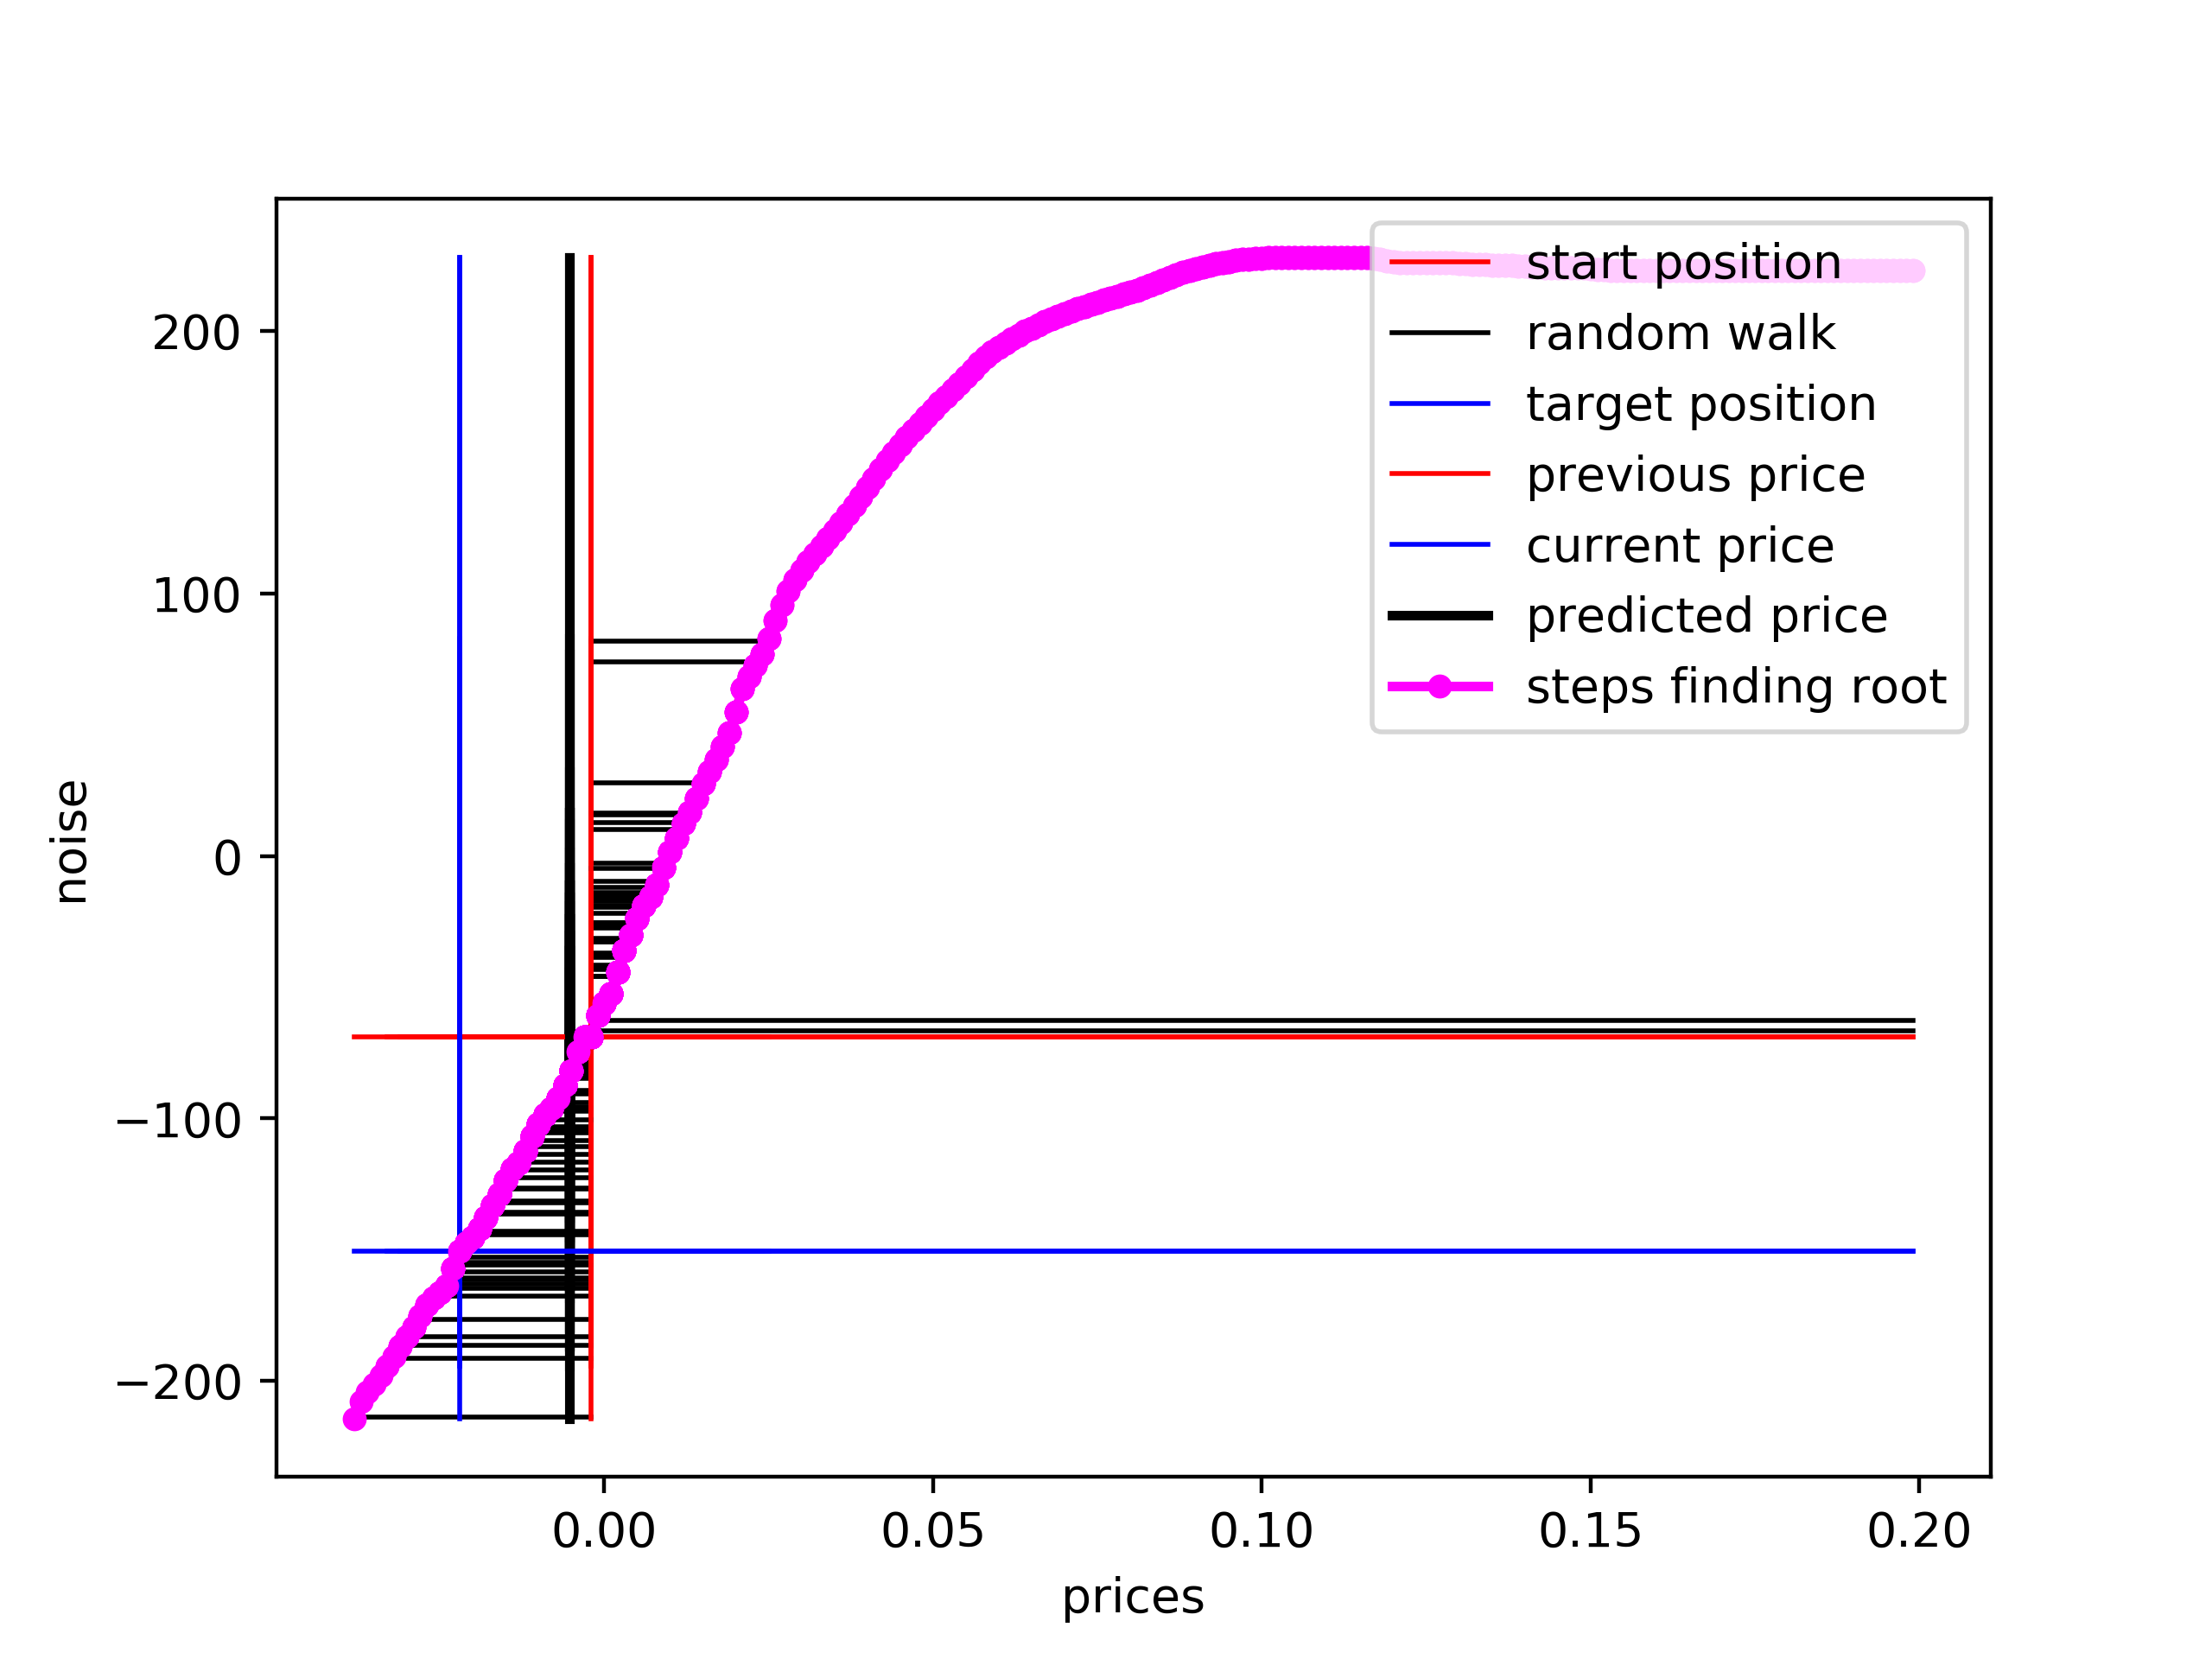 start position
random walk
target position
previous price
current price
predicted price
steps finding root
200
100
0
−100
−200
noise
0.00 0.05 0.10 0.15 0.20
prices